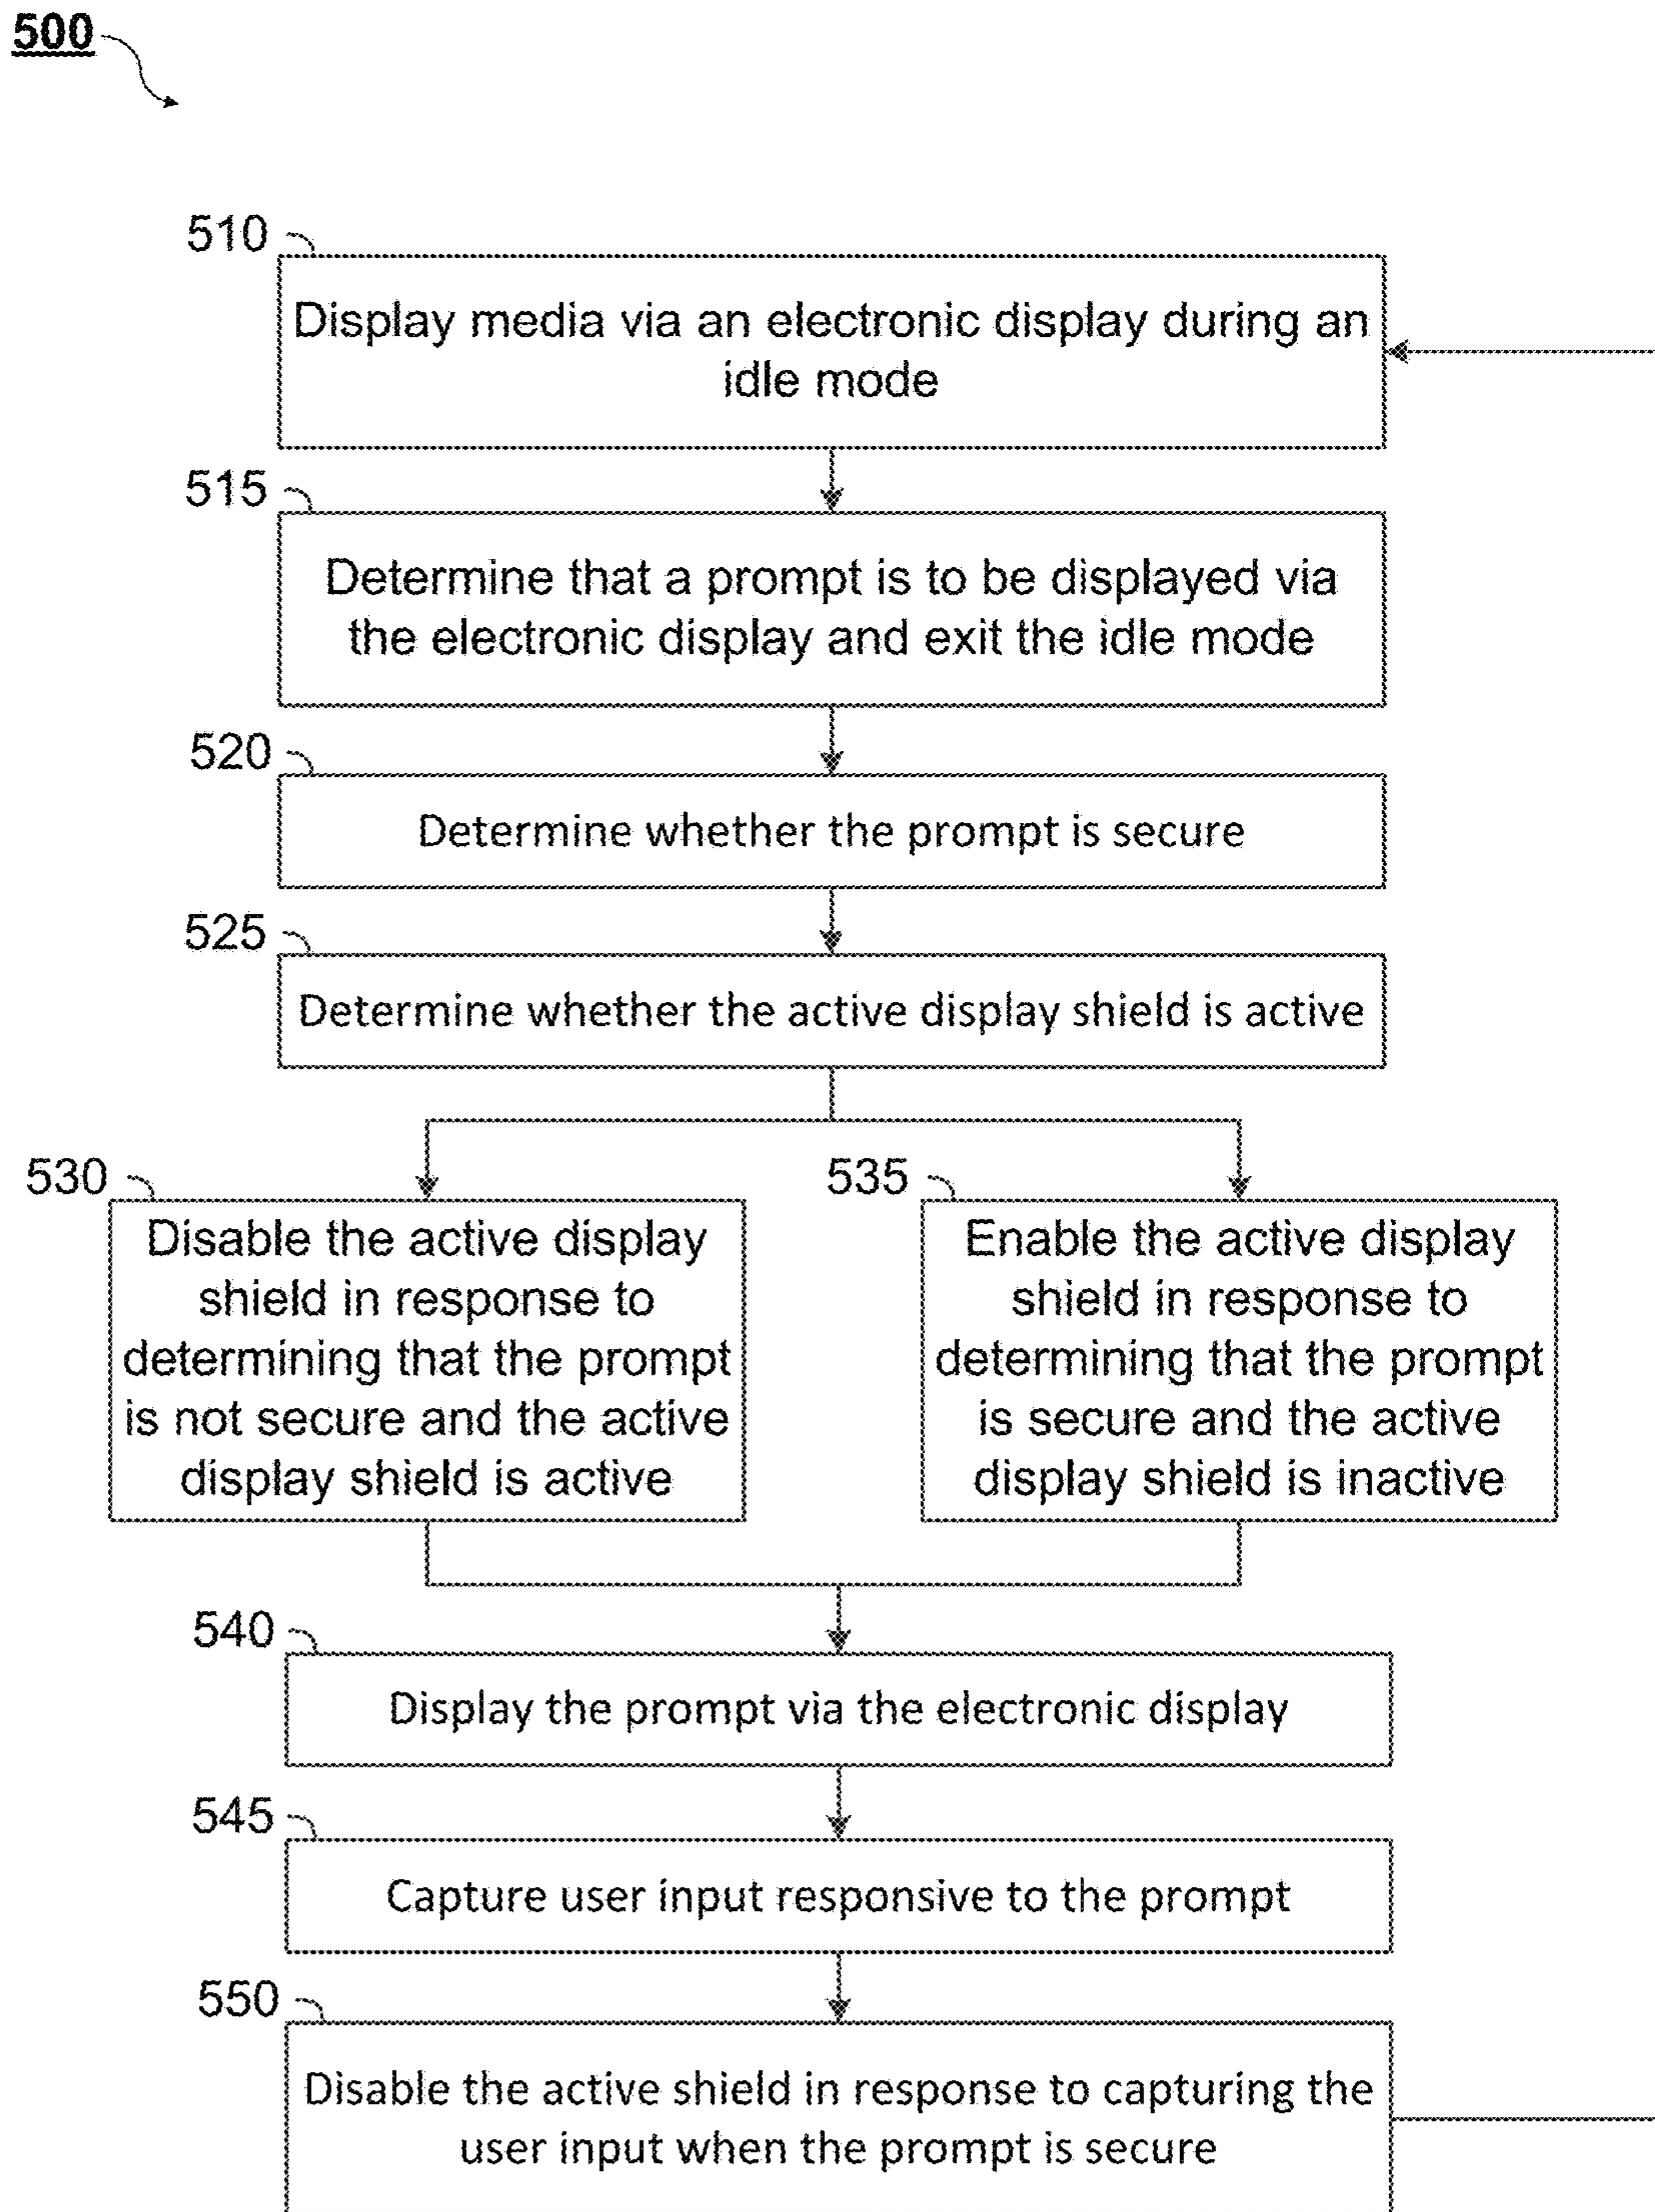 500
510
Display media via an electronic display during an
idle mode
515
Determine that a prompt is to be displayed via
the electronic display and exit the idle mode
520
Determine whether the prompt is secure
525
Determine whether the active display shield is active
530
Disable the active display
shield in response to
determining that the prompt
is not secure and the active
display shield is active
535
Enable the active display
shield in response to
determining that the prompt
is secure and the active
display shield is inactive
540
Display the prompt via the electronic display
545
Capture user input responsive to the prompt
550
Disable the active shield in response to capturing the
user input when the prompt is secure